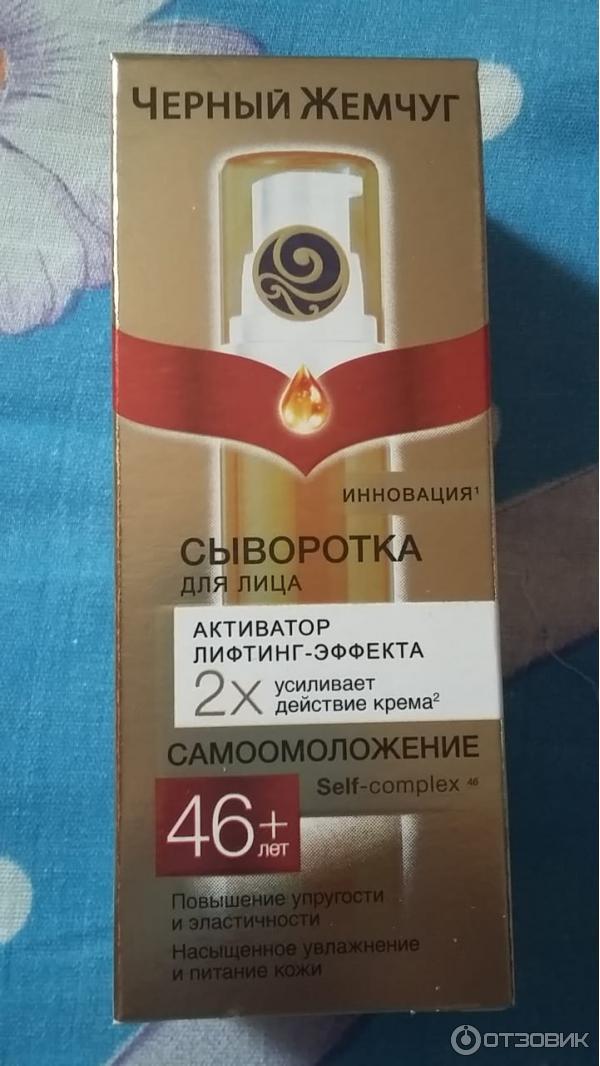 ЧЕРНЫЙ ЖЕМЧУГ
ИННОВАЦИЯ¹
СЫВОРОТКА
ДЛЯ ЛИЦА
АКТИВАТОР
ЛИФТИНГ-ЭФФЕКТА
2X усиливает
действие крема²
САМООМОЛОЖЕНИЕ
Self-complex 46
46+
лет
Повышение упругости
и эластичности
Насыщенное увлажнение
и питание кожи
ОТЗОВИК